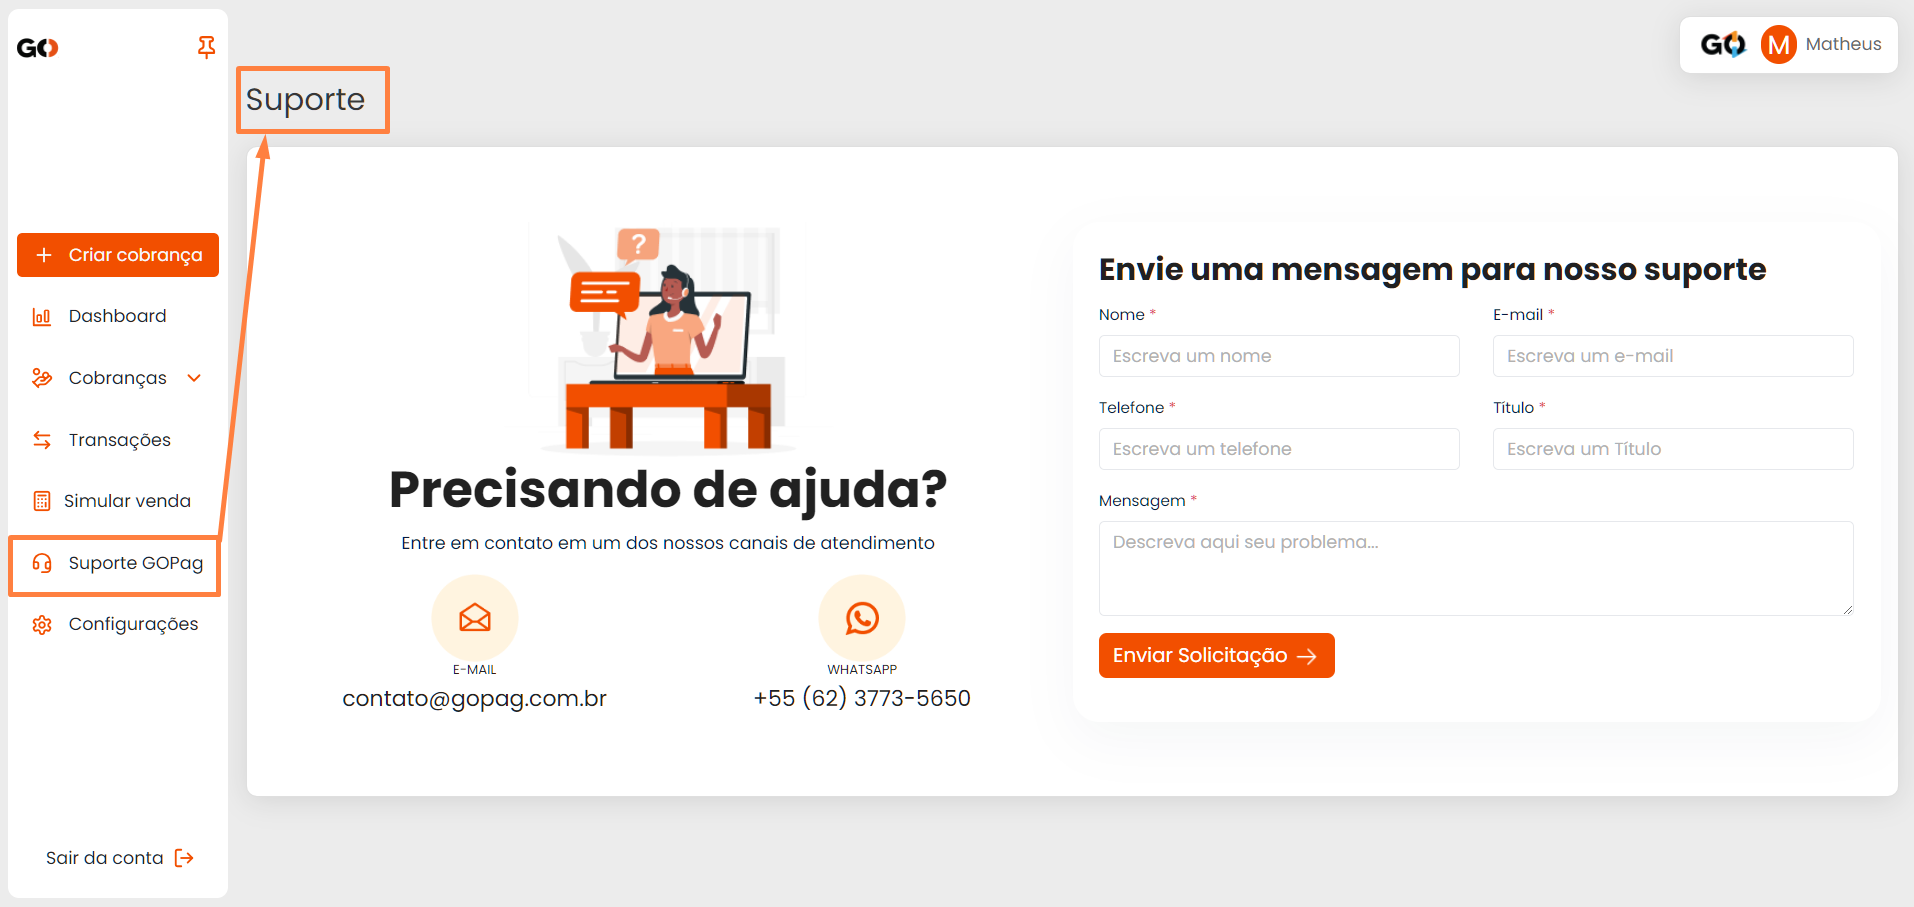 GO
GO
M
Matheus
Suporte
Criar cobrança
Dashboard
Cobranças
Transações
Simular venda
Suporte GOPag
Configurações
Sair da conta
?
Precisando de ajuda?
Entre em contato em um dos nossos canais de atendimento
E-MAIL
contato@gopag.com.br
WHATSAPP
+55 (62) 3773-5650
Envie uma mensagem para nosso suporte
Nome *
Escreva um nome
E-mail *
Escreva um e-mail
Telefone *
Escreva um telefone
Título *
Escreva um Título
Mensagem *
Descreva aqui seu problema...
Enviar Solicitação